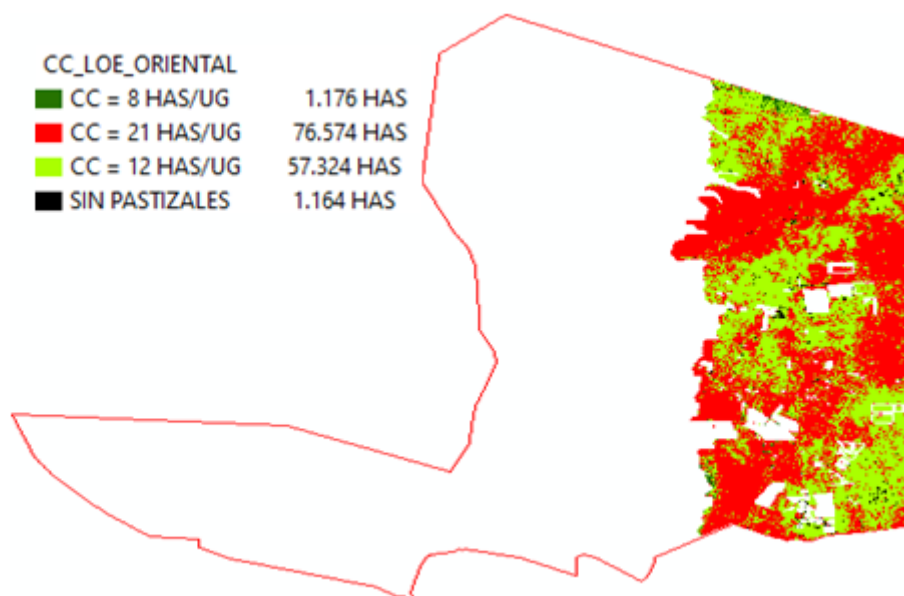 CC_LOE_ORIENTAL
CC = 8 HAS/UG 1.176 HAS
CC = 21 HAS/UG 76.574 HAS
CC = 12 HAS/UG 57.324 HAS
SIN PASTIZALES 1.164 HAS